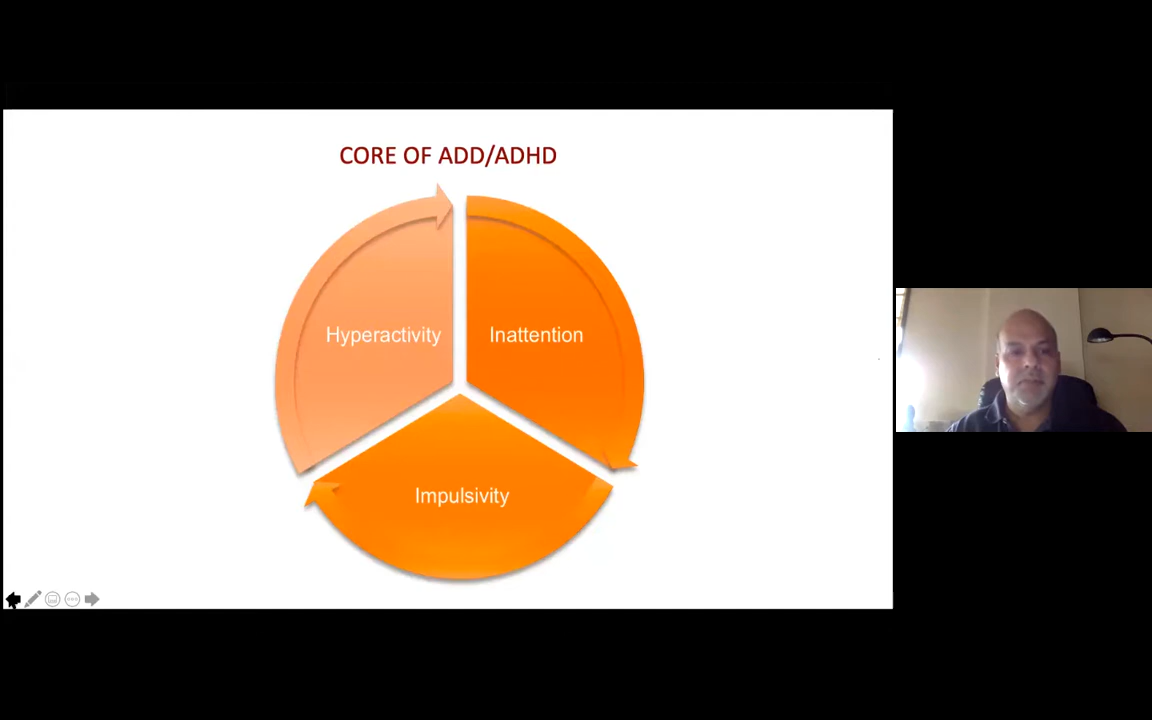 CORE OF ADD/ADHD
Hyperactivity
Inattention
Impulsivity